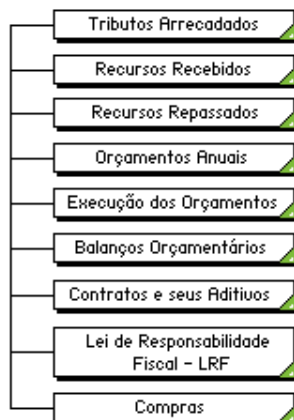 Tributos Arrecadados
Recursos Recebidos
Recursos Repassados
Orçamentos Anuais
Execução dos Orçamentos
Balanços Orçamentários
Contratos e seus Aditivos
Lei de Responsabilidade
Fiscal - LRF
Compras